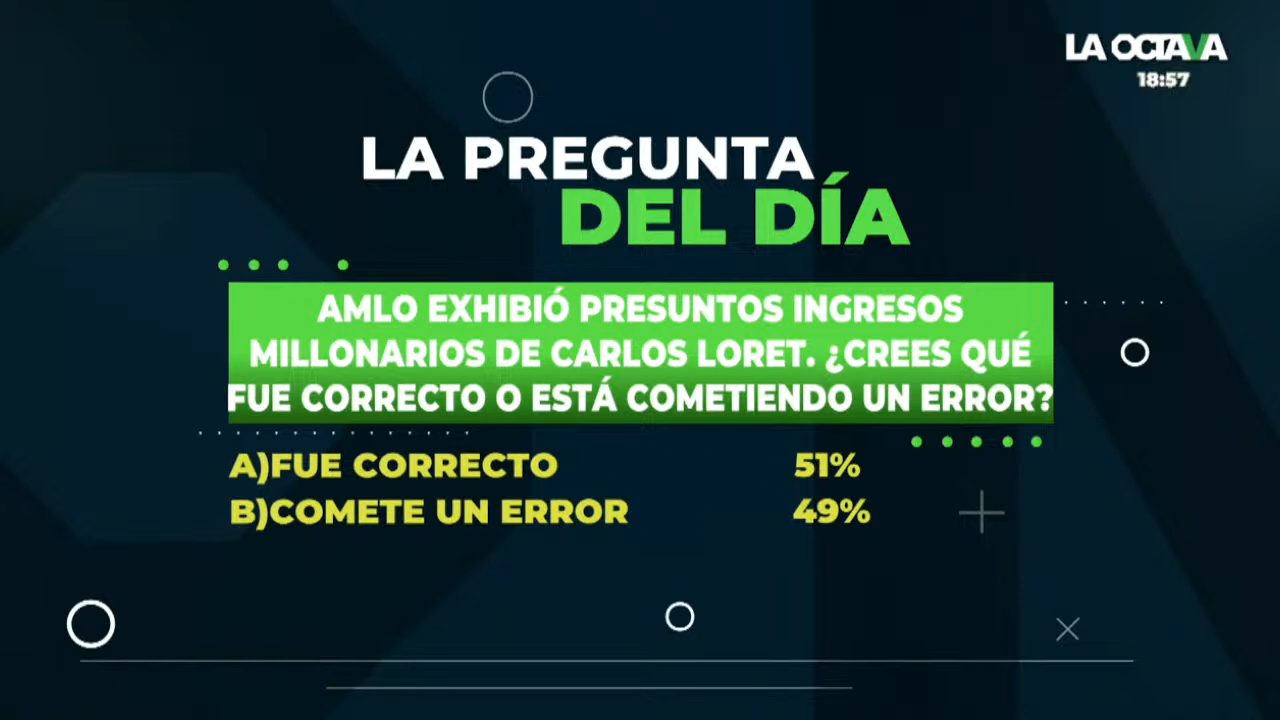 LA OCTAVA
18:57
LA PREGUNTA
DEL DÍA
AMLO EXHIBIÓ PRESUNTOS INGRESOS
MILLONARIOS DE CARLOS LORET. ¿CREES QUÉ
FUE CORRECTO O ESTÁ COMETIENDO UN ERROR?
A)FUE CORRECTO 51%
B)COMETE UN ERROR 49%